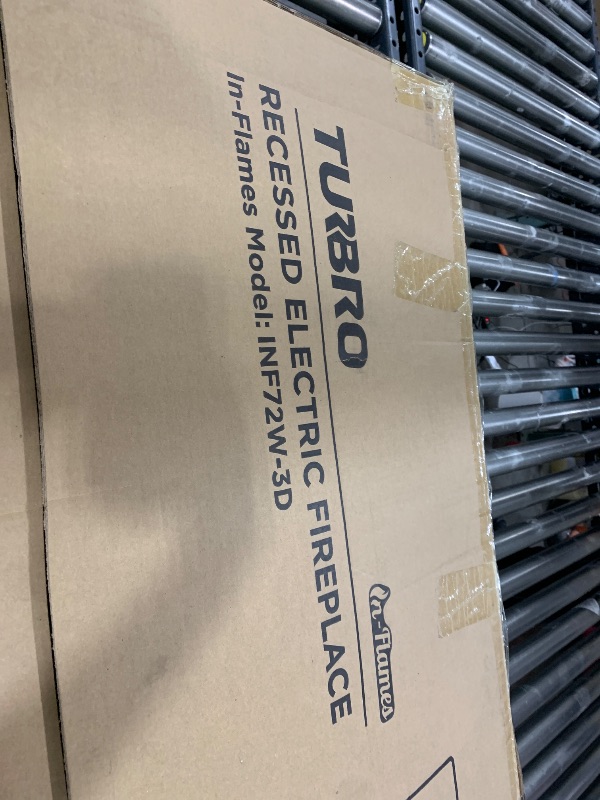 TURBRO
In-Flames
RECESSED ELECTRIC FIREPLACE
In-Flames Model: INF72W-3D